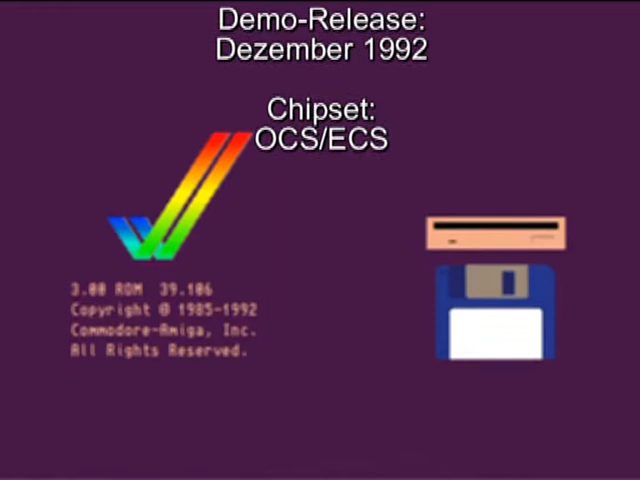 Demo-Release:
Dezember 1992
Chipset:
OCS/ECS
3.00 ROM 39.106
Copyright © 1985-1992
Commodore-Amiga, Inc.
All Rights Reserved.